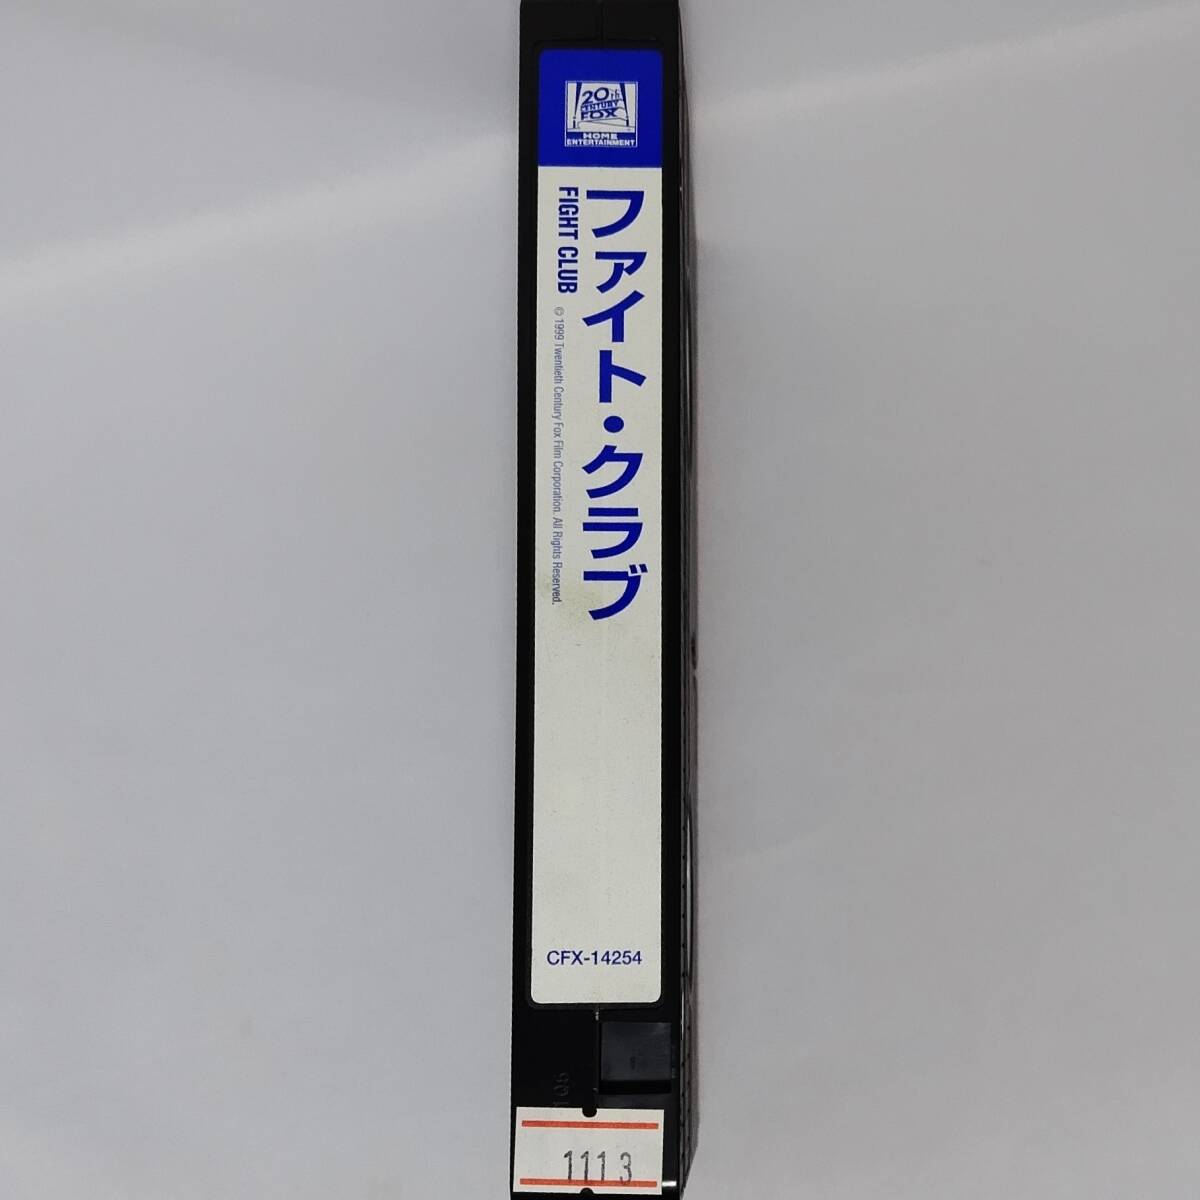 20th
CENTURY
FOX
HOME
ENTERTAINMENT
ファイト・クラブ
FIGHT CLUB
© 1999 Twentieth Century Fox Film Corporation. All Rights Reserved.
CFX-14254
1113